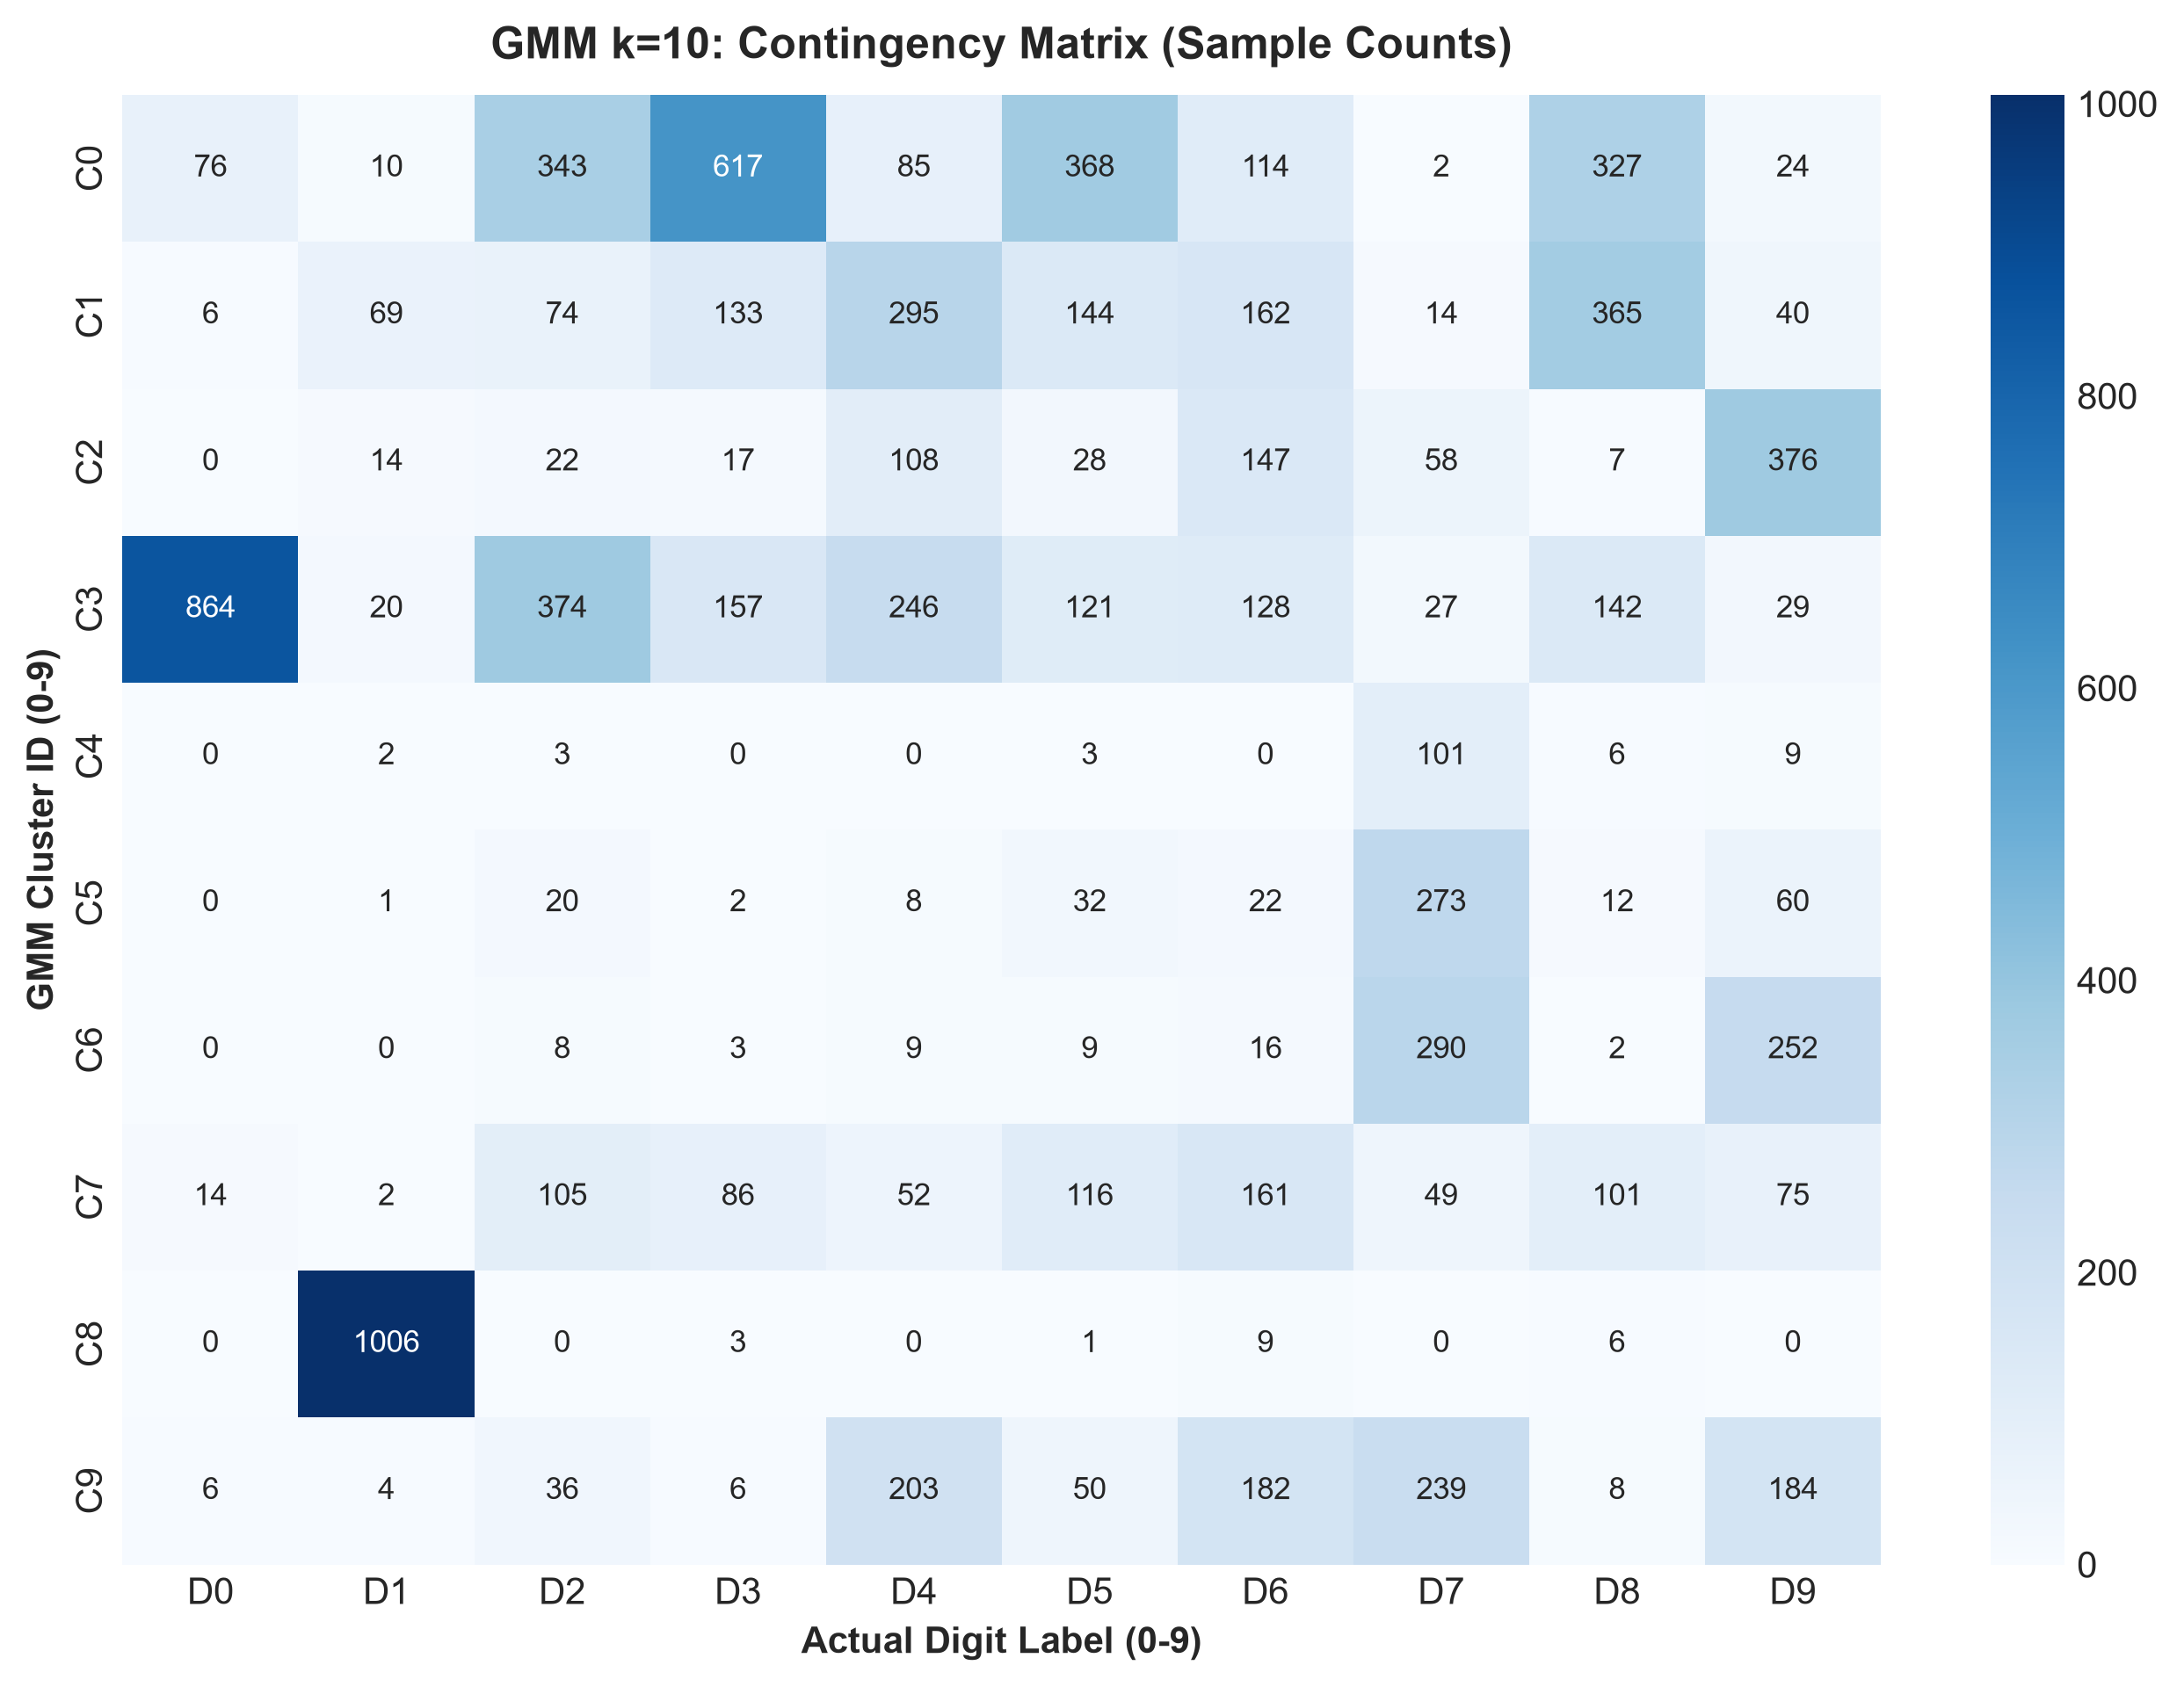 GMM k=10: Contingency Matrix (Sample Counts)
GMM Cluster ID (0-9)
C0 76 10 343 617 85 368 114 2 327 24
C1 6 69 74 133 295 144 162 14 365 40
C2 0 14 22 17 108 28 147 58 7 376
C3 864 20 374 157 246 121 128 27 142 29
C4 0 2 3 0 0 3 0 101 6 9
C5 0 1 20 2 8 32 22 273 12 60
C6 0 0 8 3 9 9 16 290 2 252
C7 14 2 105 86 52 116 161 49 101 75
C8 0 1006 0 3 0 1 9 0 6 0
C9 6 4 36 6 203 50 182 239 8 184
D0 D1 D2 D3 D4 D5 D6 D7 D8 D9
Actual Digit Label (0-9)
1000
800
600
400
200
0